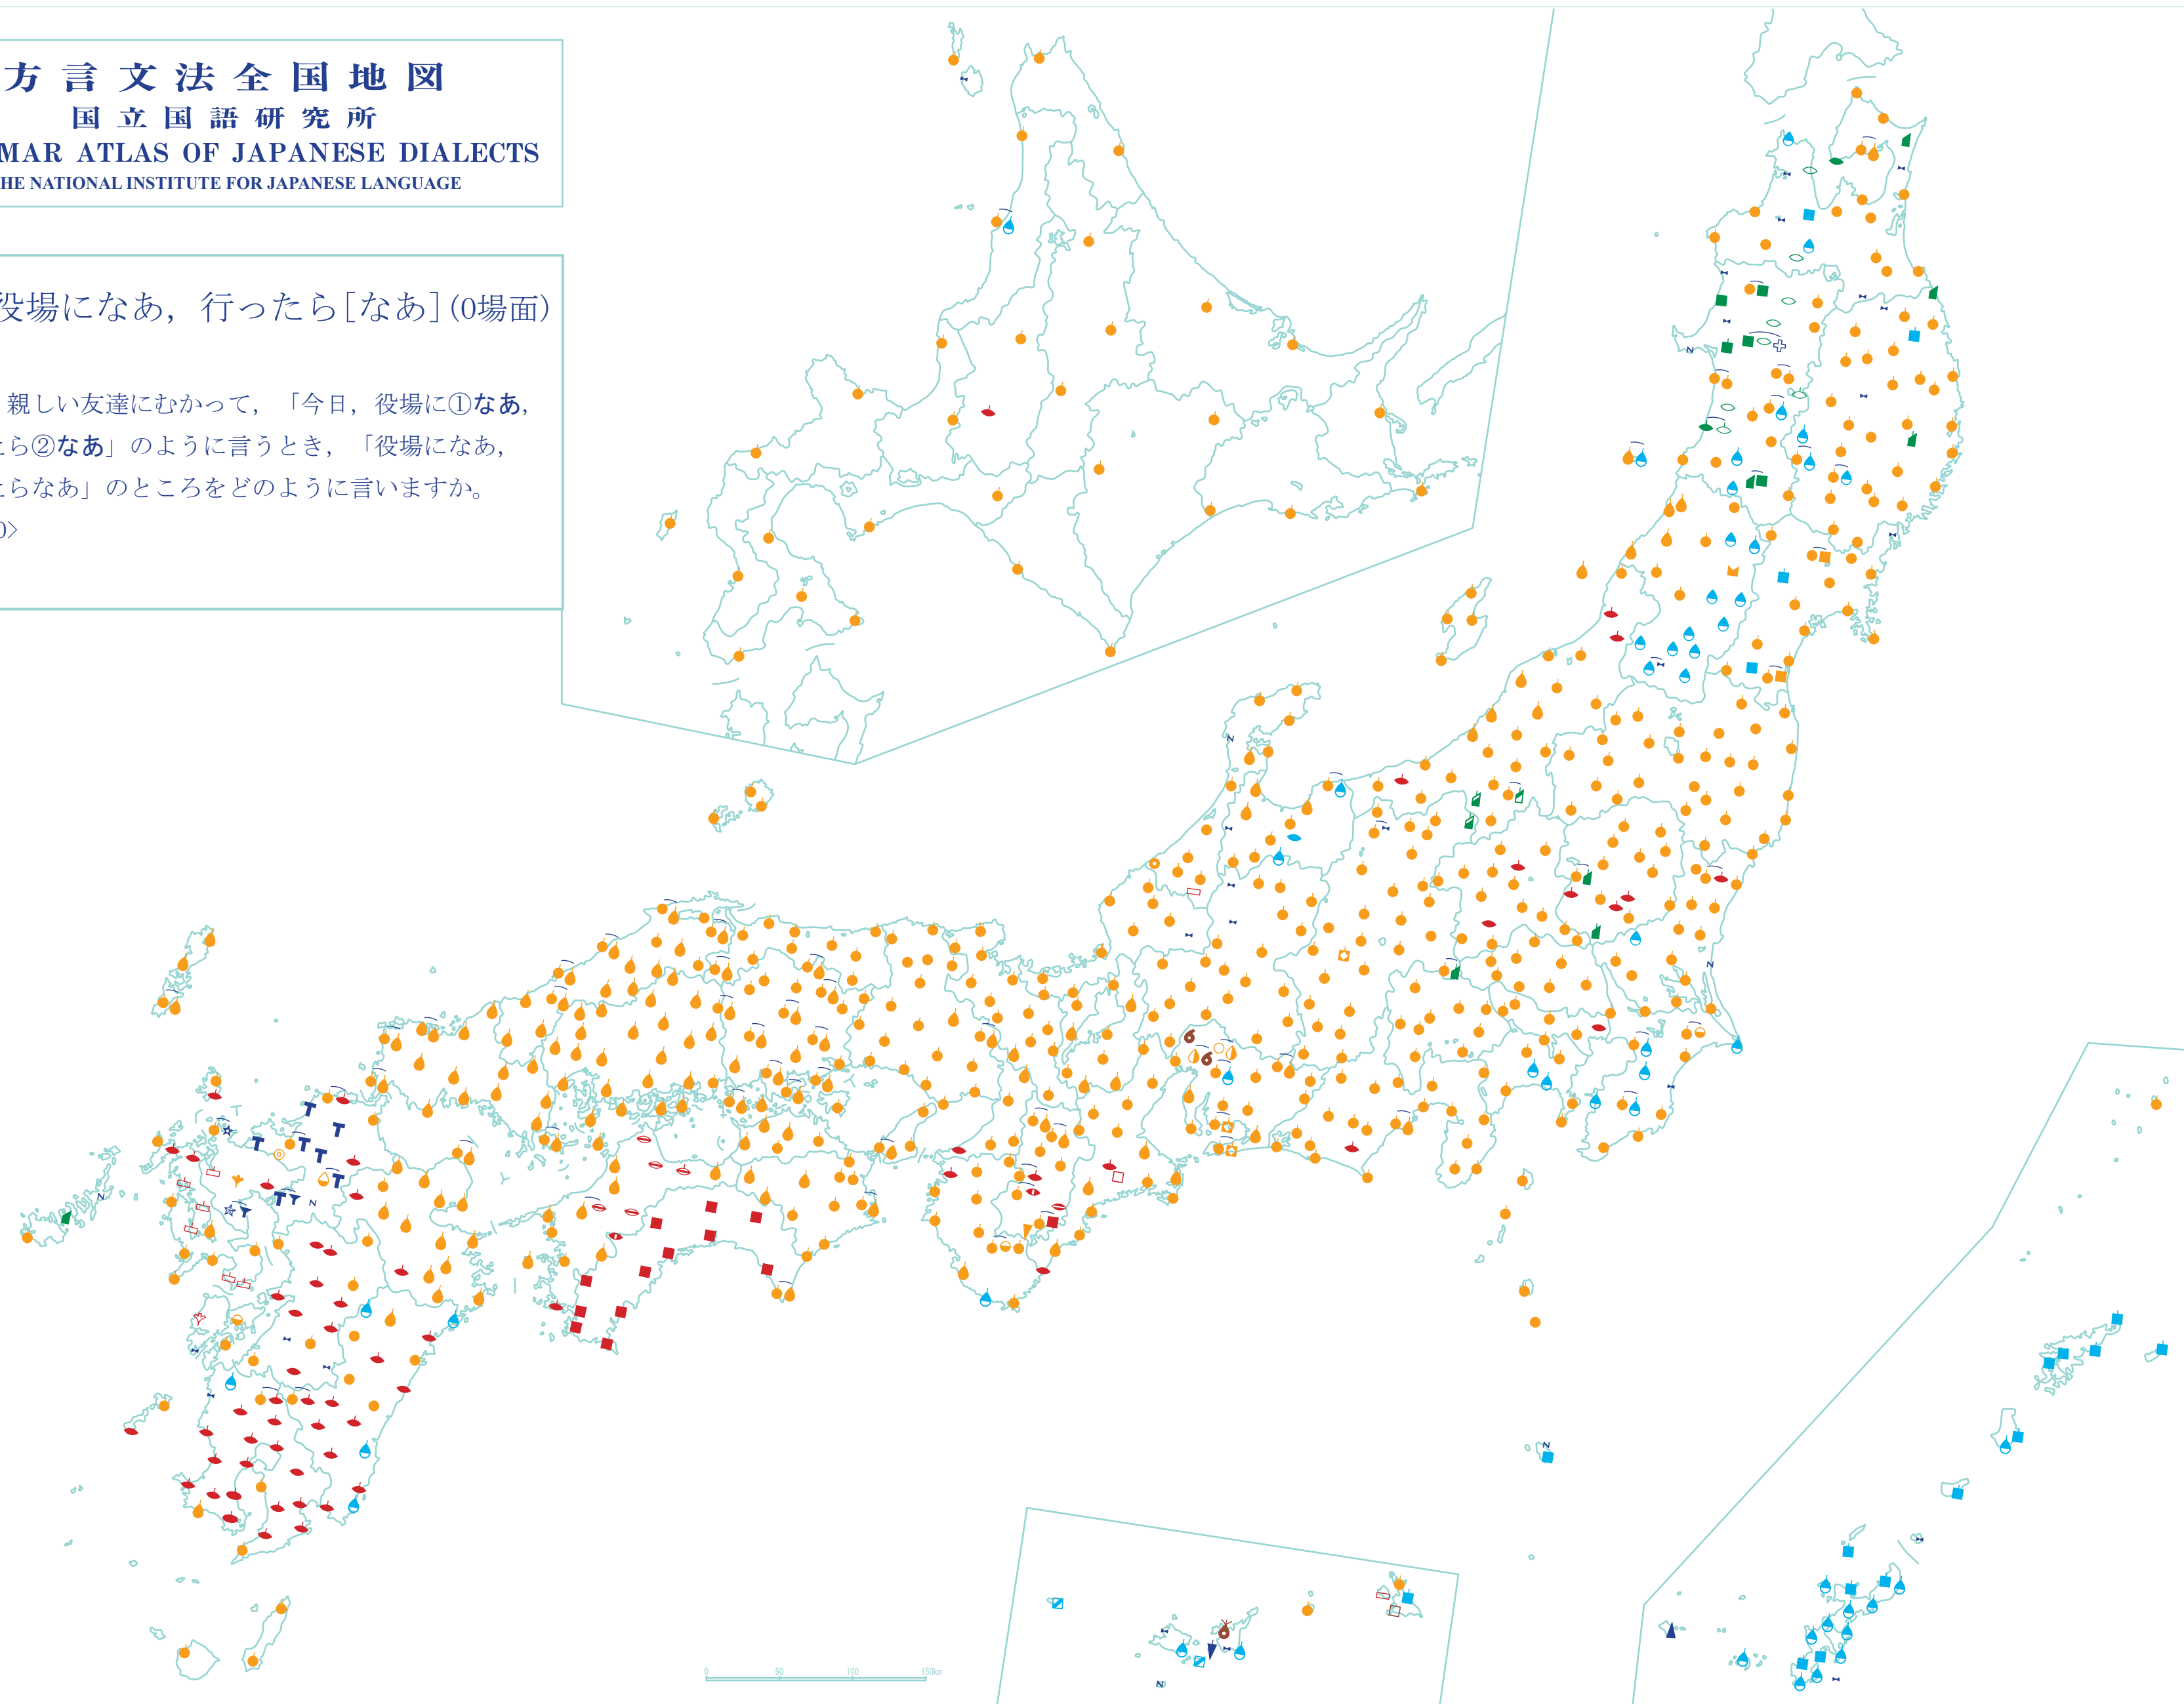 方言文法全国地図
国立国語研究所
MAR ATLAS OF JAPANESE DIALECTS
HE NATIONAL INSTITUTE FOR JAPANESE LANGUAGE
役場になあ，行ったら[なあ](0場面)
親しい友達にむかって，「今日，役場に①なあ，
たら②なあ」のように言うとき，「役場になあ，
たらなあ」のところをどのように言いますか。
0>
0 50 100 150km